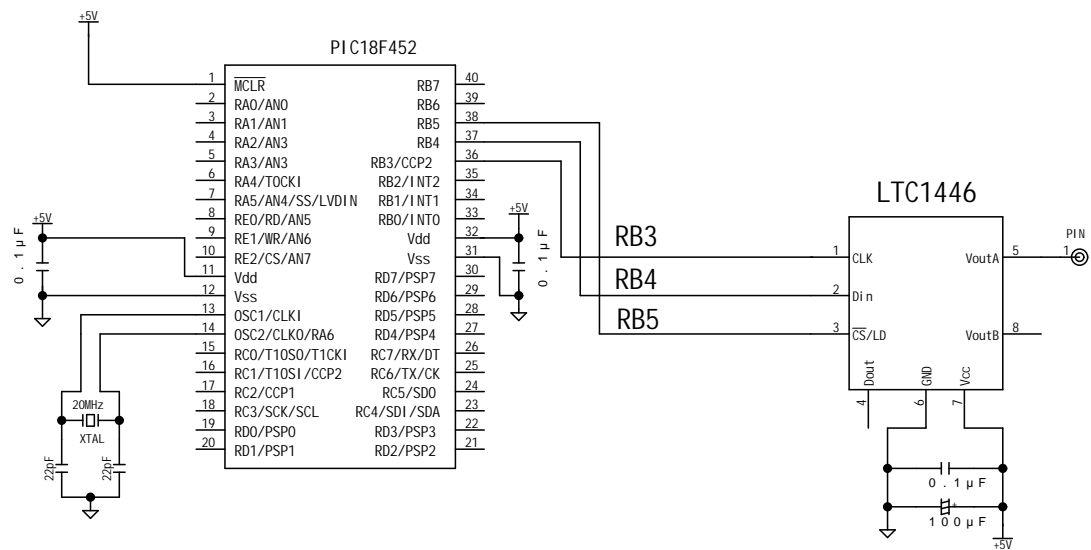 +5V
PIC18F452
1 MCLR RB7 40
2 RA0/AN0 RB6 39
3 RA1/AN1 RB5 38
4 RA2/AN3 RB4 37
5 RA3/AN3 RB3/CCP2 36
6 RA4/TOCKI RB2/INT2 35
7 RA5/AN4/SS/LVDIN RB1/INT1 34
8 RE0/RD/AN5 RB0/INT0 33
9 RE1/WR/AN6 Vdd 32
10 RE2/CS/AN7 Vss 31
11 Vdd RD7/PSP7 30
12 Vss RD6/PSP6 29
13 OSC1/CLKI RD5/PSP5 28
14 OSC2/CLKO/RA6 RD4/PSP4 27
15 RC0/T1OSO/T1CKI RC7/RX/DT 26
16 RC1/T1OSI/CCP2 RC6/TX/CK 25
17 RC2/CCP1 RC5/SDO 24
18 RC3/SCK/SCL RC4/SDI/SDA 23
19 RD0/PSP0 RD3/PSP3 22
20 RD1/PSP1 RD2/PSP2 21
+5V
0.1µF
20MHz
XTAL
22pF
22pF
+5V
0.1µF
RB3
RB4
RB5
LTC1446
1 CLK VoutA 5
2 Din
3 CS/LD VoutB 8
Dout GND Vcc
4 6 7
PIN
1
0.1µF
+
100µF
+5V